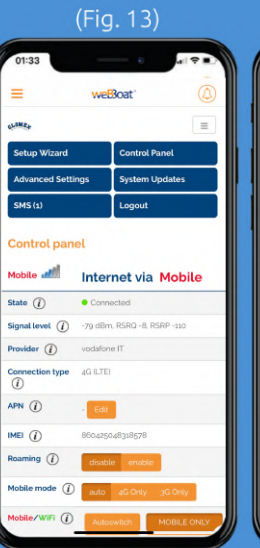 (Fig. 13)
01:33
weBBoat
GLOMEX
Setup Wizard Control Panel
Advanced Settings System Updates
SMS (1) Logout
Control panel
Mobile Internet via Mobile
State i Connected
Signal level i -79 dBm, RSRQ -8, RSRP -110
Provider i vodafone IT
Connection type i 4G (LTE)
APN i - Edit
IMEI i 860425048318578
Roaming i disable enable
Mobile mode i auto 4G Only 3G Only
Mobile/WiFi i Autoswitch MOBILE ONLY